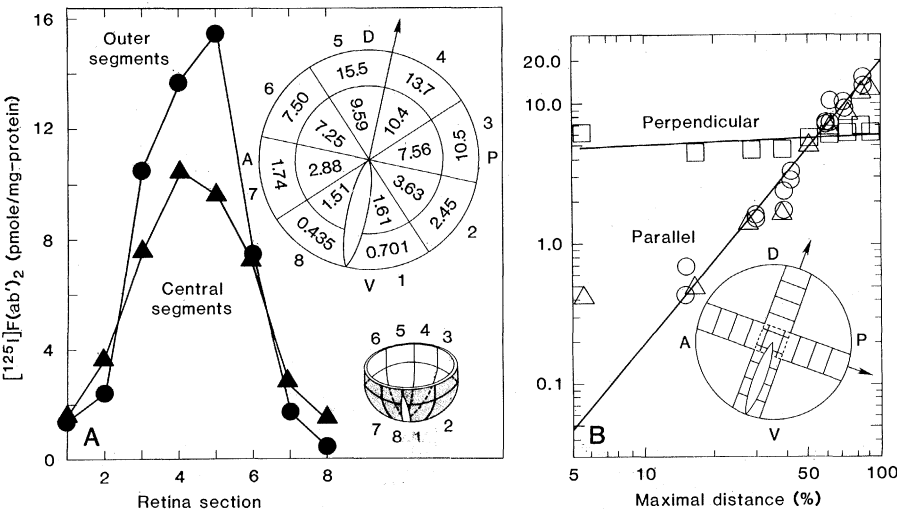 16
12
8
4
0
[125I]F(ab')2 (pmole/mg-protein)
Outer
segments
Central
segments
A
2
4
6
8
Retina section
D
5
4
6
3
A
P
7
2
8
V
1
15.5
13.7
7.50
9.59
10.4
10.5
7.25
7.56
1.74
2.88
3.63
2.45
1.51
1.61
0.435
0.701
6 5 4 3
7 8 1 2
20.0
10.0
1.0
0.1
Perpendicular
Parallel
D
A
P
V
B
5
10
50
100
Maximal distance (%)